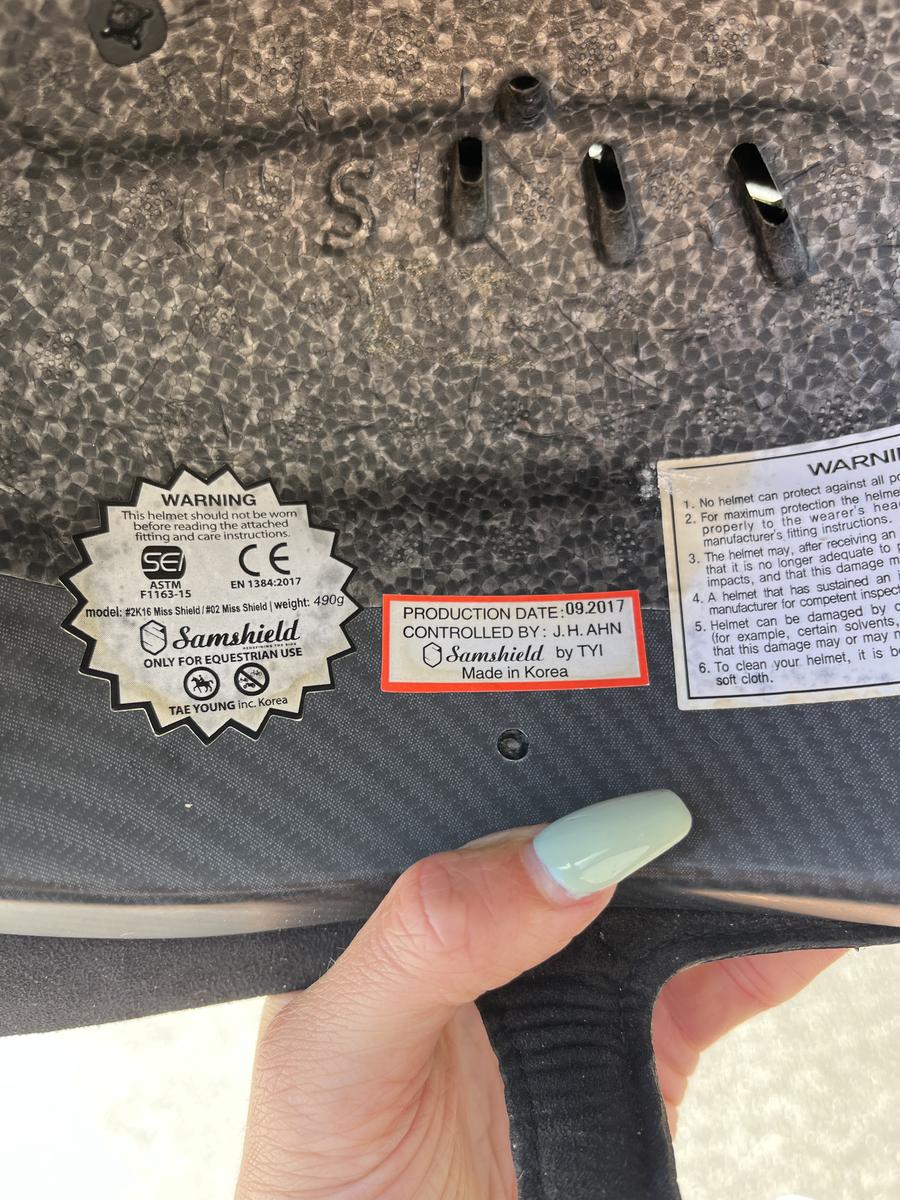 S
WARNING
This helmet should not be worn
before reading the attached
fitting and care instructions.
SEI
CE
ASTM
F1163-15
EN 1384:2017
model: #2K16 Miss Shield / #02 Miss Shield | weight: 490g
Samshield
REDEFINING THE RIDE
ONLY FOR EQUESTRIAN USE
TAE YOUNG inc. Korea
PRODUCTION DATE: 09.2017
CONTROLLED BY: J.H. AHN
Samshield by TYI
Made in Korea
1. No helmet can protect against all
2. For maximum protection the
properly to the wearer's
manufacturer's fitting instructions.
3. The helmet may, after receiving an
that it is no longer adequate to
impacts, and that this damage
4. A helmet that has sustained an
manufacturer for competent
5. Helmet can be damaged by
(for example, certain solvents,
that this damage may or may
6. To clean your helmet, it is
soft cloth.